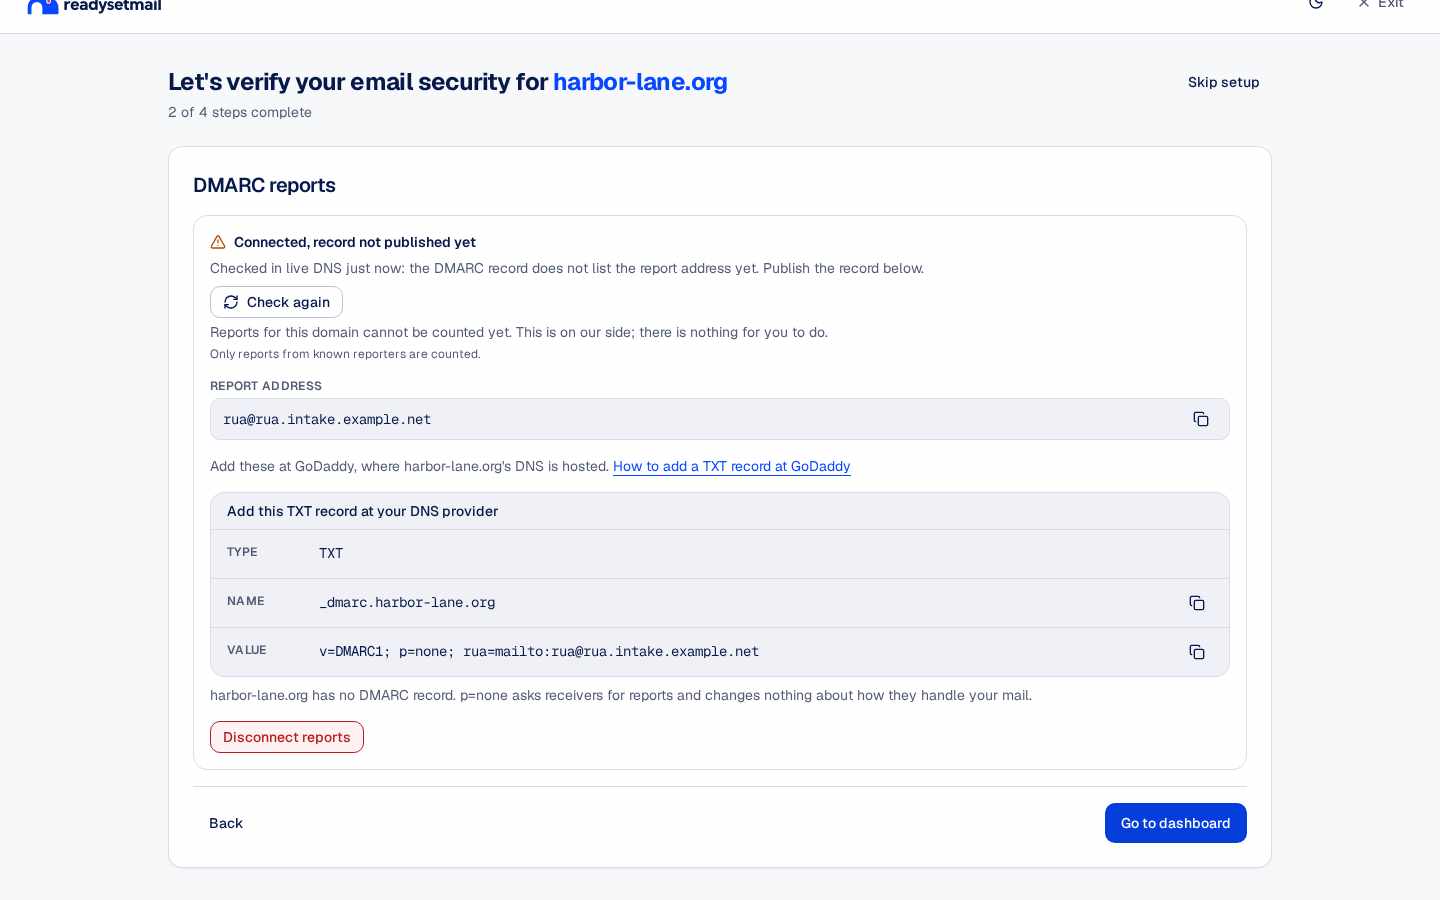 readysetmail
Exit
Let's verify your email security for harbor-lane.org
Skip setup
2 of 4 steps complete
DMARC reports
Connected, record not published yet
Checked in live DNS just now: the DMARC record does not list the report address yet. Publish the record below.
Check again
Reports for this domain cannot be counted yet. This is on our side; there is nothing for you to do.
Only reports from known reporters are counted.
REPORT ADDRESS
rua@rua.intake.example.net
Add these at GoDaddy, where harbor-lane.org's DNS is hosted. How to add a TXT record at GoDaddy
Add this TXT record at your DNS provider
TYPE TXT
NAME _dmarc.harbor-lane.org
VALUE v=DMARC1; p=none; rua=mailto:rua@rua.intake.example.net
harbor-lane.org has no DMARC record. p=none asks receivers for reports and changes nothing about how they handle your mail.
Disconnect reports
Back
Go to dashboard